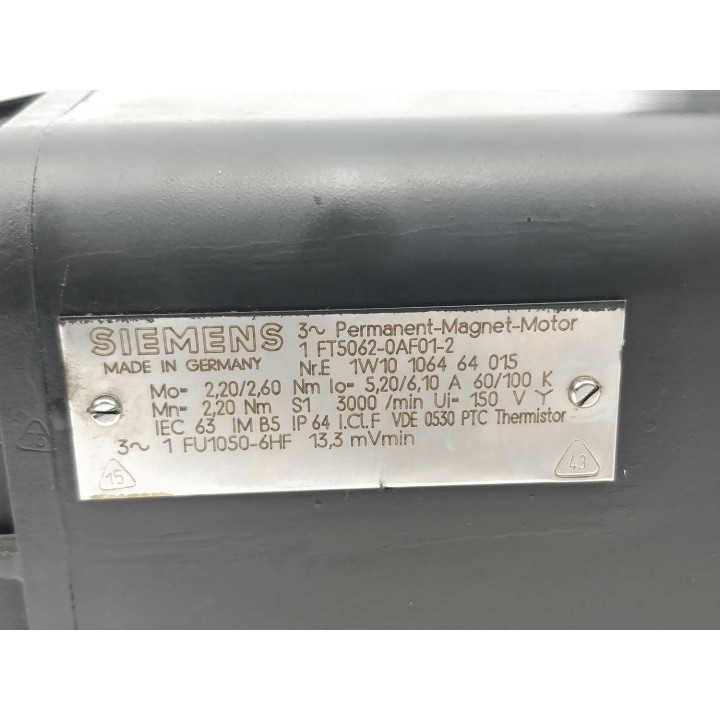 SIEMENS 3~ Permanent-Magnet-Motor
1 FT5062-0AF01-2
MADE IN GERMANY Nr.E 1W10 1064 64 015
Mo= 2,20/2,60 Nm Io= 5,20/6,10 A 60/100 K
Mn= 2,20 Nm S1 3000 /min Ui= 150 V Y
IEC 63 IM B5 IP 64 I.Cl.F VDE 0530 PTC Thermistor
3~ 1 FU1050-6HF 13,3 mVmin
15
43